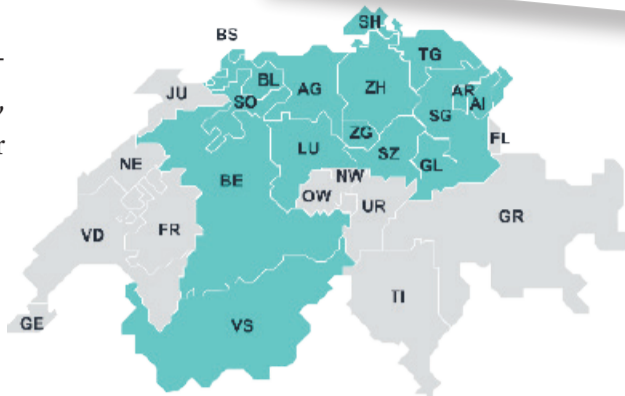 SH
BS
TG
BL
JU
AG
ZH
AR
SO
AI
SG
ZG
FL
LU
SZ
NE
GL
NW
BE
OW
UR
GR
FR
VD
TI
GE
VS
-
,
r